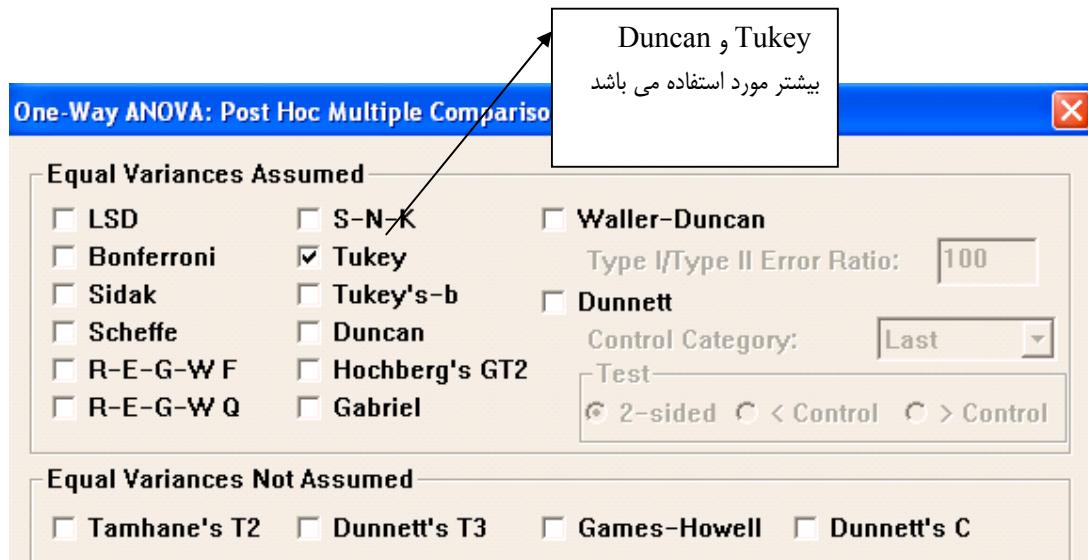 Tukey و Duncan
بیشتر مورد استفاده می باشد
One-Way ANOVA: Post Hoc Multiple Compariso
Equal Variances Assumed
LSD S-N-K Waller-Duncan
Bonferroni Tukey Type I/Type II Error Ratio: 100
Sidak Tukey's-b Dunnett
Scheffe Duncan Control Category: Last
R-E-G-W F Hochberg's GT2 Test
R-E-G-W Q Gabriel 2-sided < Control > Control
Equal Variances Not Assumed
Tamhane's T2 Dunnett's T3 Games-Howell Dunnett's C